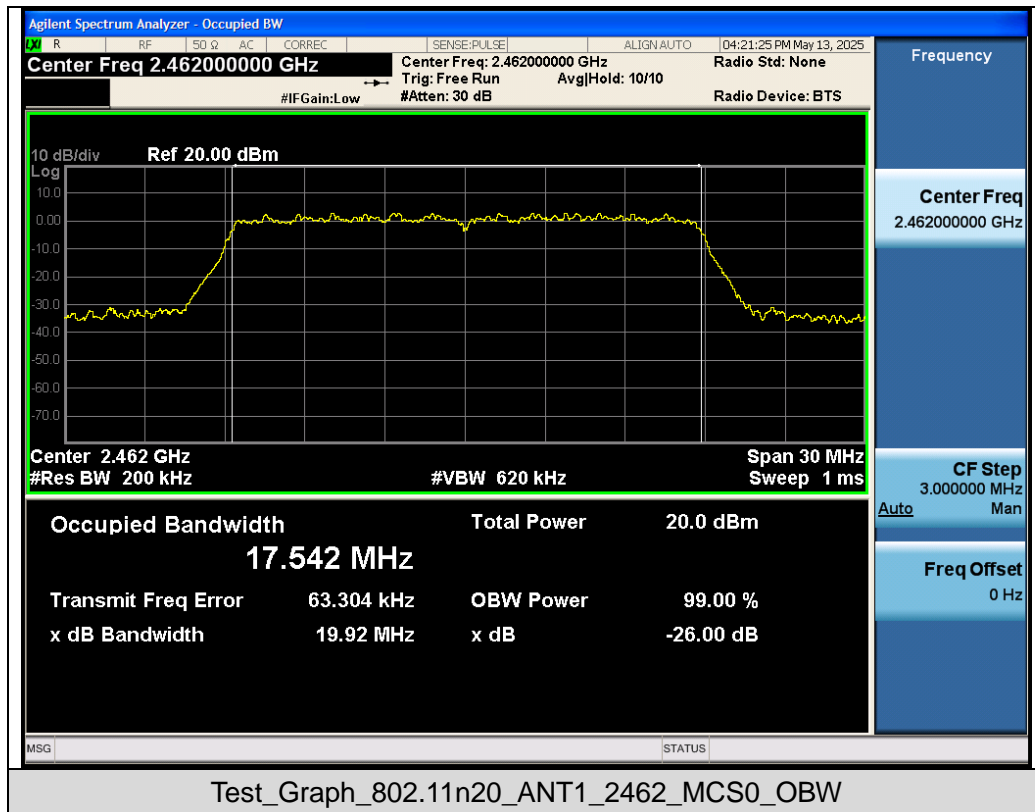 Agilent Spectrum Analyzer - Occupied BW
LXI R RF 50 Ω AC CORREC SENSE:PULSE ALIGN AUTO 04:21:25 PM May 13, 2025
Center Freq 2.462000000 GHz
Center Freq: 2.462000000 GHz
Radio Std: None
Trig: Free Run Avg|Hold: 10/10
#IFGain:Low
#Atten: 30 dB
Radio Device: BTS
Frequency
10 dB/div Ref 20.00 dBm
Log
10.0
0.00
-10.0
-20.0
-30.0
-40.0
-50.0
-60.0
-70.0
Center 2.462 GHz Span 30 MHz
#Res BW 200 kHz #VBW 620 kHz Sweep 1 ms
Center Freq
2.462000000 GHz
CF Step
3.000000 MHz
Auto Man
Freq Offset
0 Hz
Occupied Bandwidth Total Power 20.0 dBm
17.542 MHz
Transmit Freq Error 63.304 kHz OBW Power 99.00 %
x dB Bandwidth 19.92 MHz x dB -26.00 dB
MSG STATUS
Test_Graph_802.11n20_ANT1_2462_MCS0_OBW